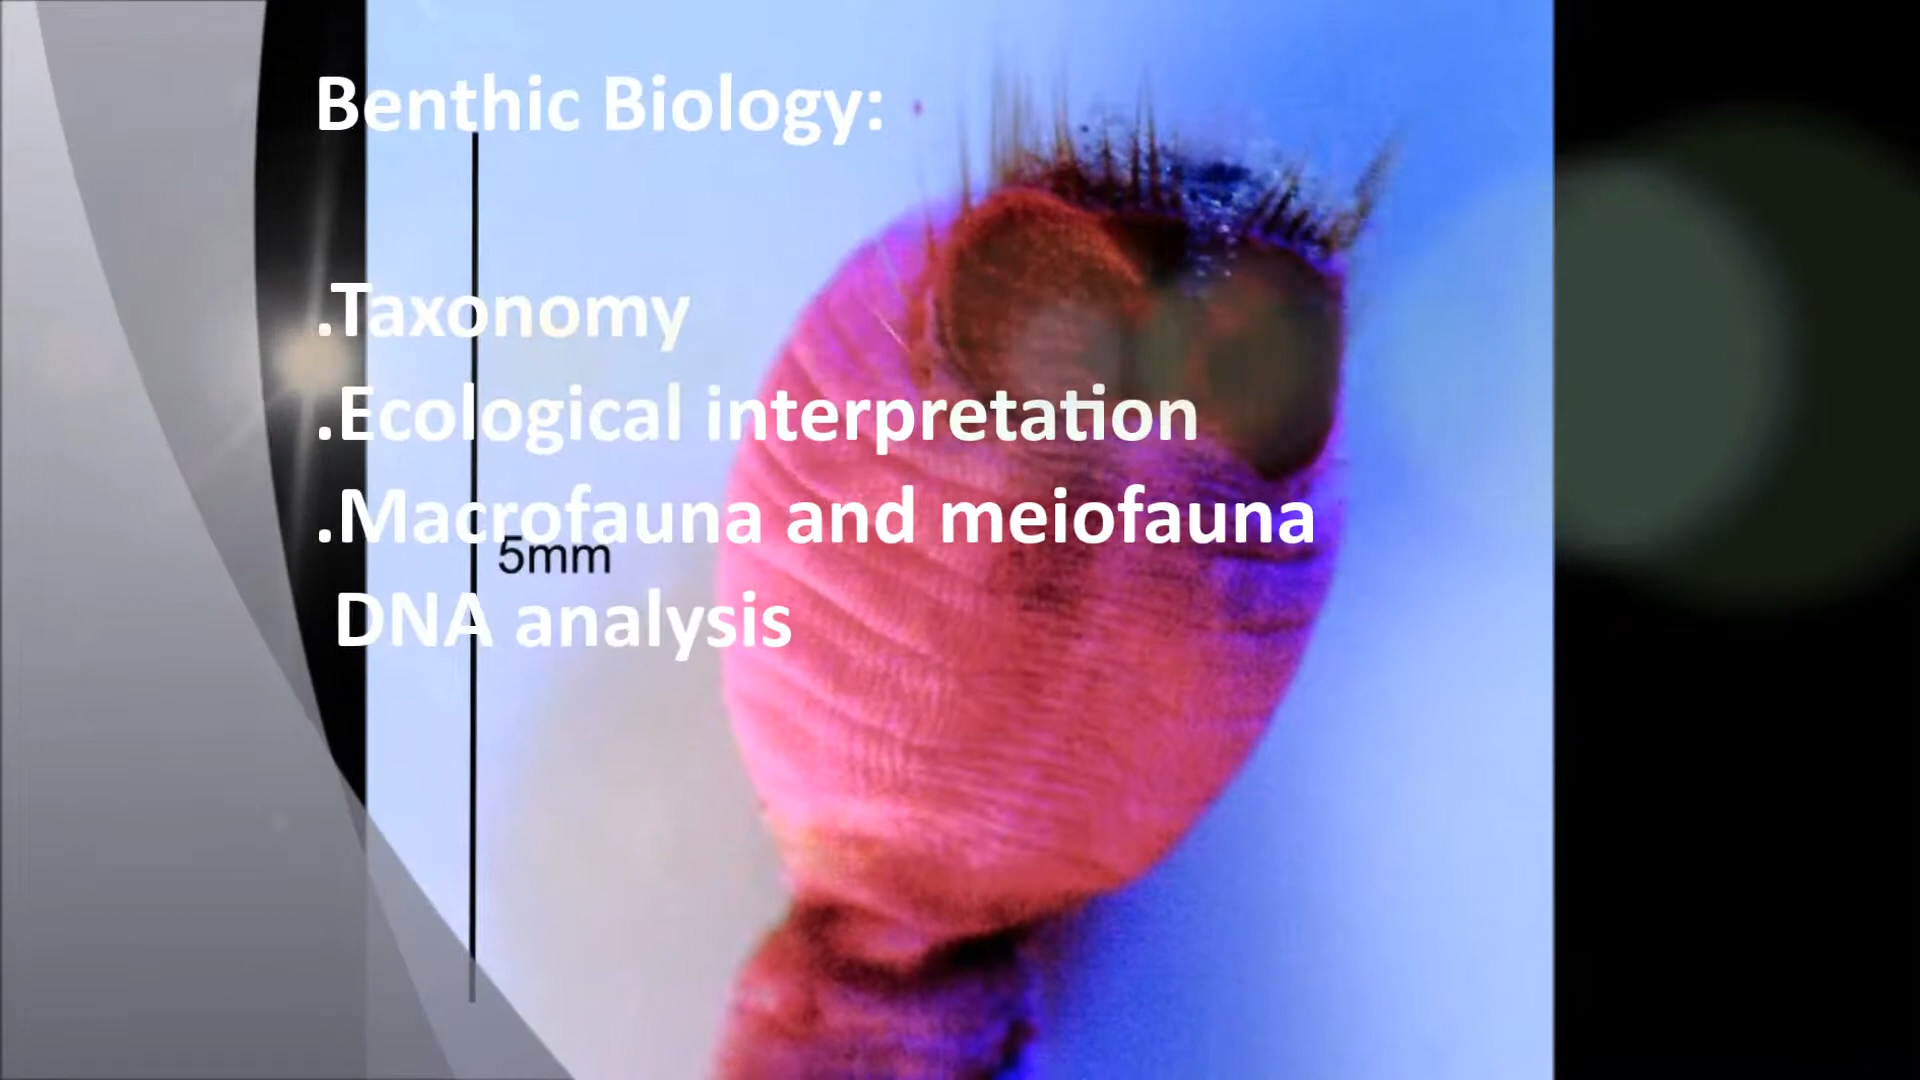 Benthic Biology:
.Taxonomy
.Ecological interpretation
.Macrofauna and meiofauna
5mm
DNA analysis